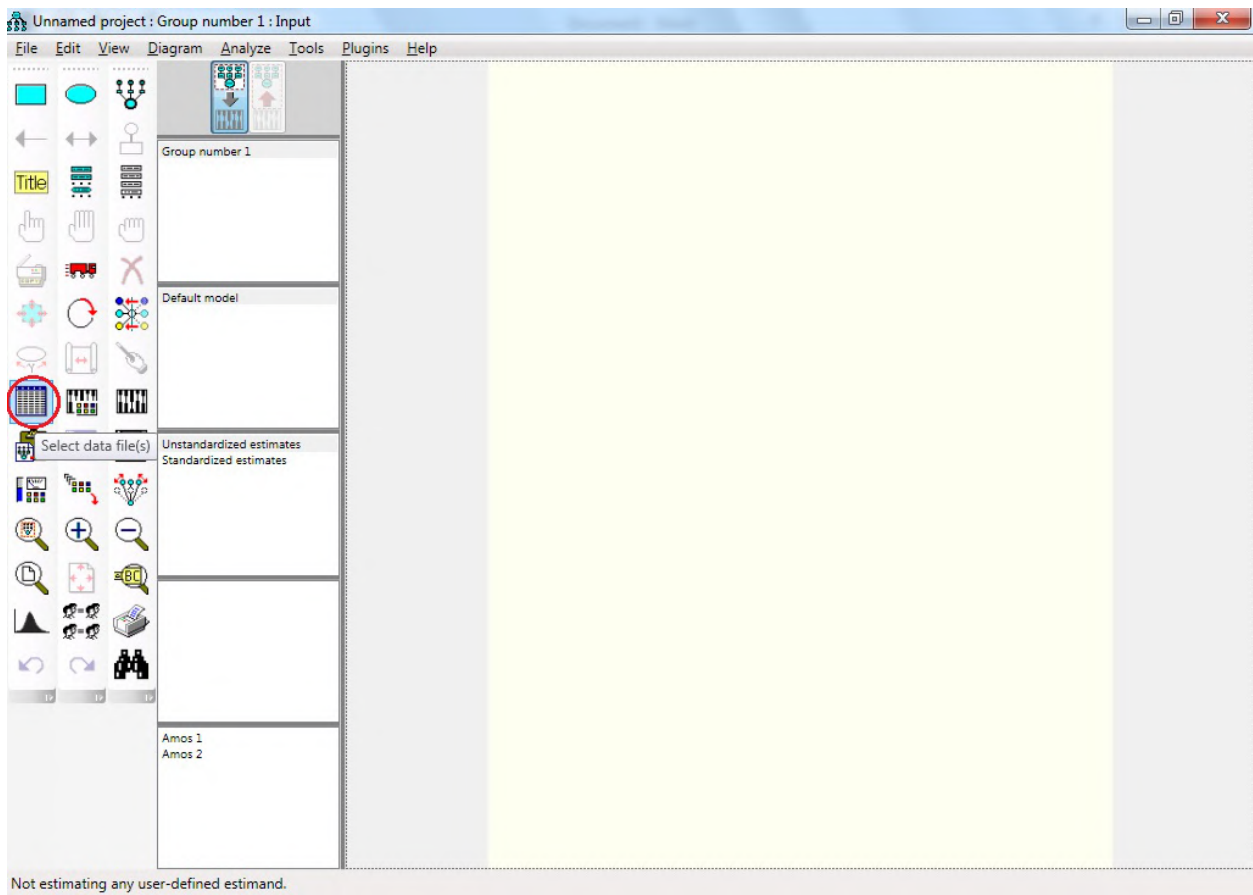 Unnamed project : Group number 1 : Input
File Edit View Diagram Analyze Tools Plugins Help
Title
Group number 1
Default model
Select data file(s)
Unstandardized estimates
Standardized estimates
Amos 1
Amos 2
Not estimating any user-defined estimand.